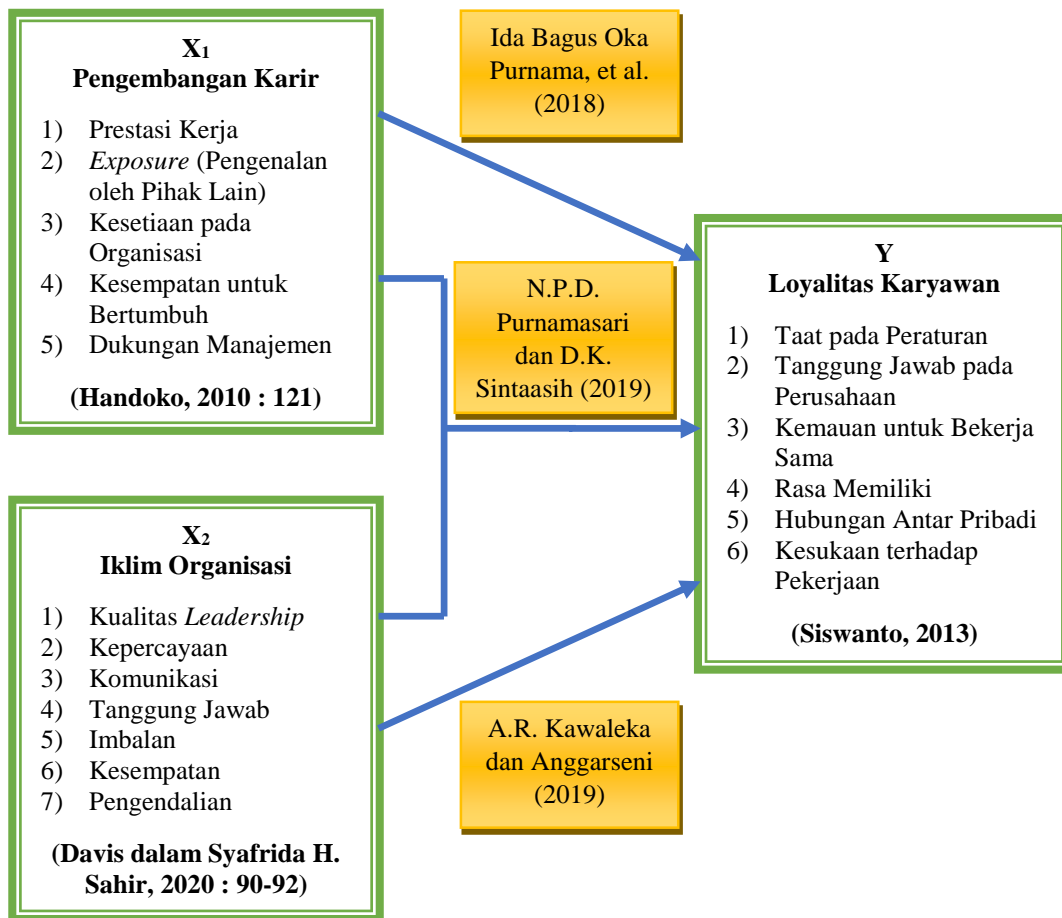 X₁
Pengembangan Karir
1) Prestasi Kerja
2) Exposure (Pengenalan
oleh Pihak Lain)
3) Kesetiaan pada
Organisasi
4) Kesempatan untuk
Bertumbuh
5) Dukungan Manajemen
(Handoko, 2010 : 121)
Ida Bagus Oka
Purnama, et al.
(2018)
N.P.D.
Purnamasari
dan D.K.
Sintaasih (2019)
Y
Loyalitas Karyawan
1) Taat pada Peraturan
2) Tanggung Jawab pada
Perusahaan
3) Kemauan untuk Bekerja
Sama
4) Rasa Memiliki
5) Hubungan Antar Pribadi
6) Kesukaan terhadap
Pekerjaan
(Siswanto, 2013)
X₂
Iklim Organisasi
1) Kualitas Leadership
2) Kepercayaan
3) Komunikasi
4) Tanggung Jawab
5) Imbalan
6) Kesempatan
7) Pengendalian
(Davis dalam Syafrida H.
Sahir, 2020 : 90-92)
A.R. Kawaleka
dan Anggarseni
(2019)